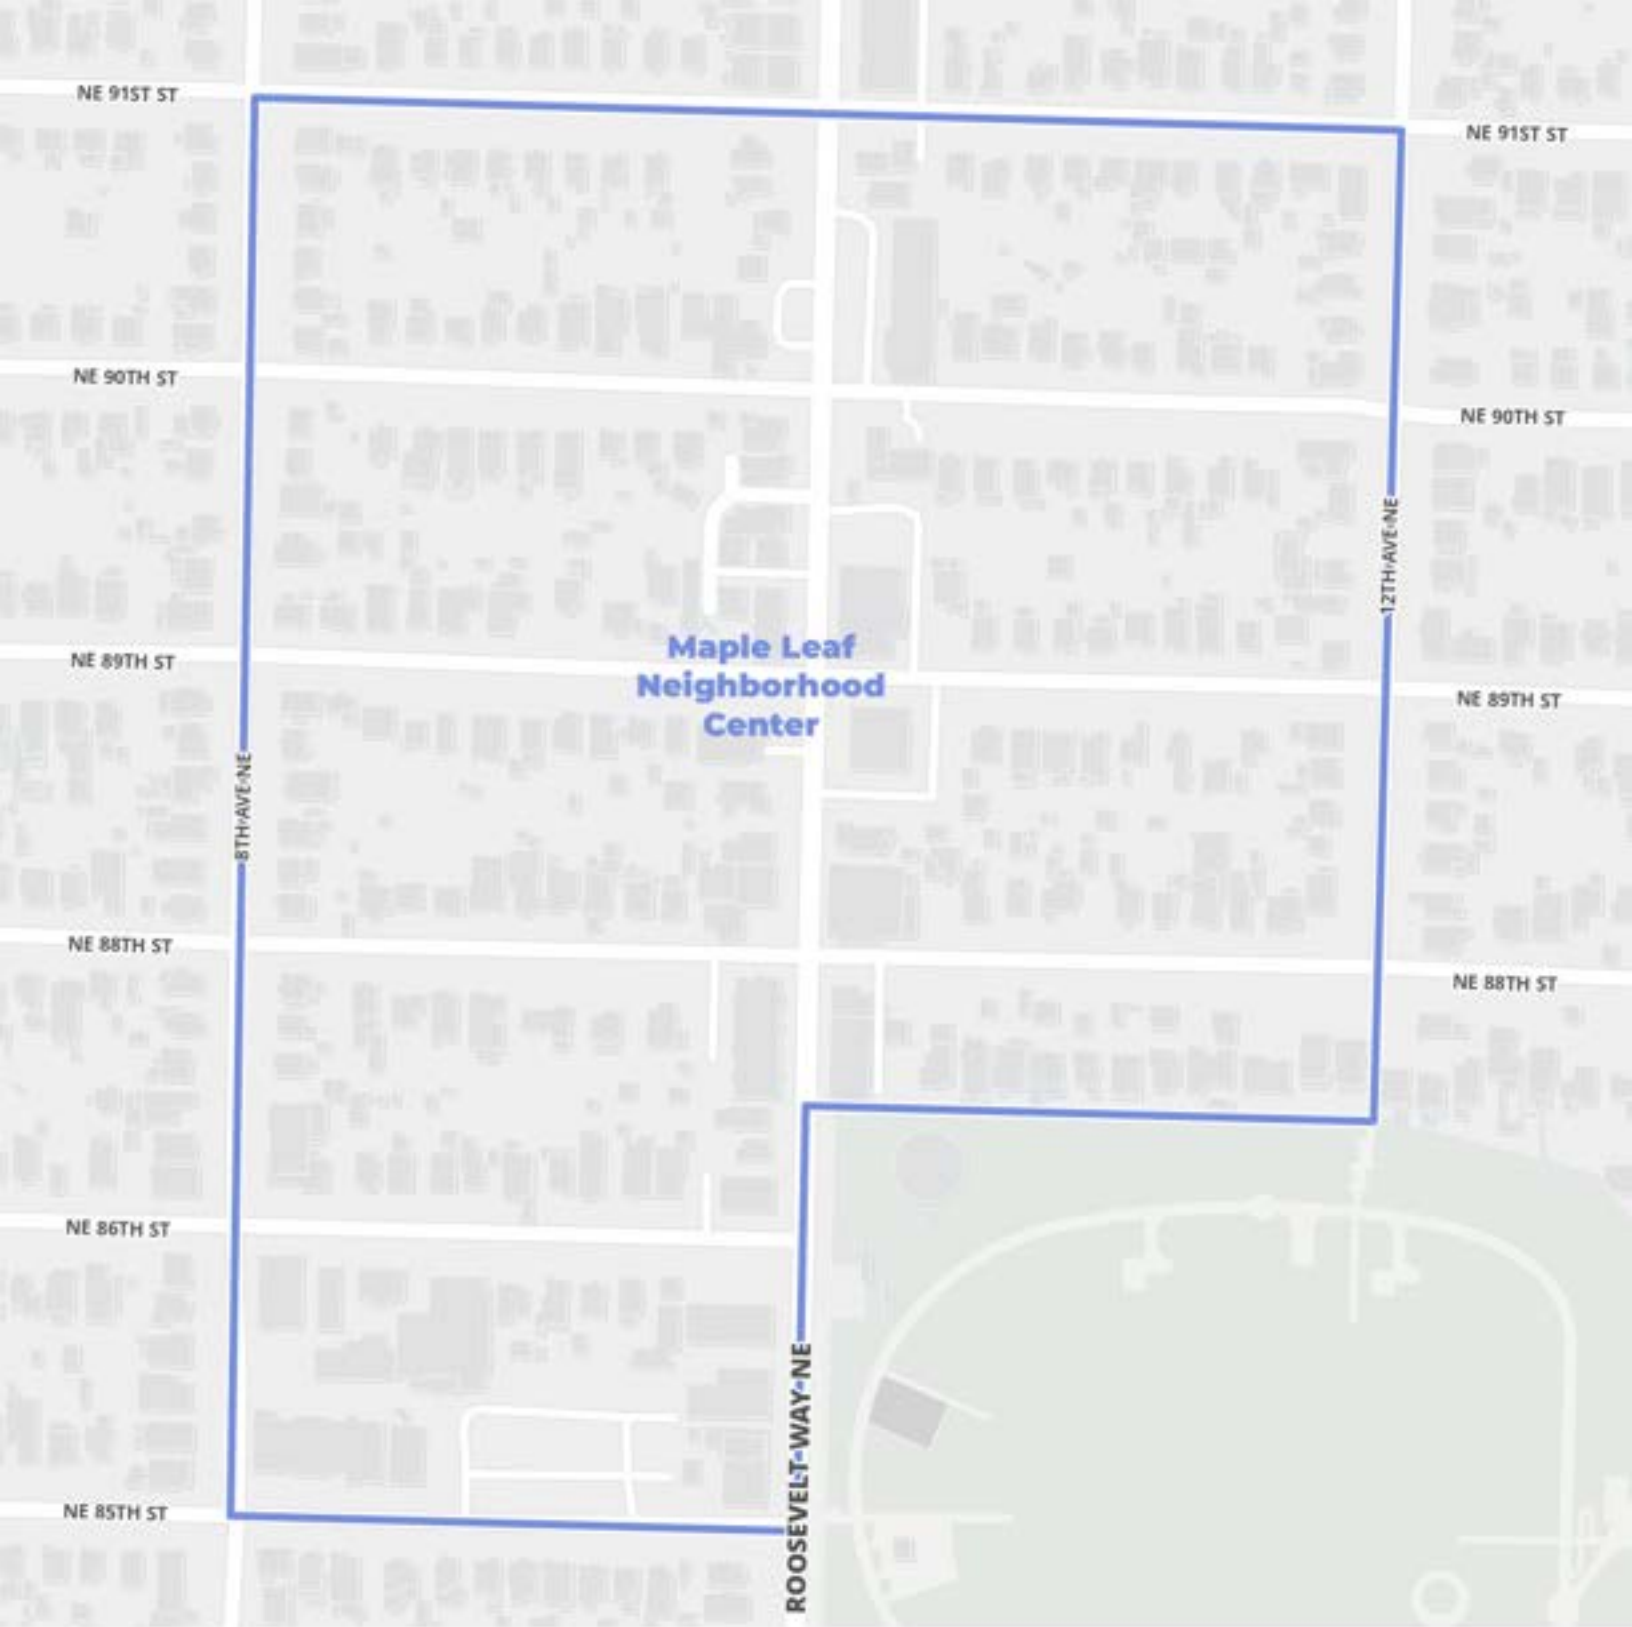 NE 91ST ST
NE 91ST ST
NE 90TH ST
NE 90TH ST
12TH AVE NE
Maple Leaf
Neighborhood
Center
NE 89TH ST
NE 89TH ST
8TH AVE NE
NE 88TH ST
NE 88TH ST
NE 86TH ST
ROOSEVELT WAY NE
NE 85TH ST